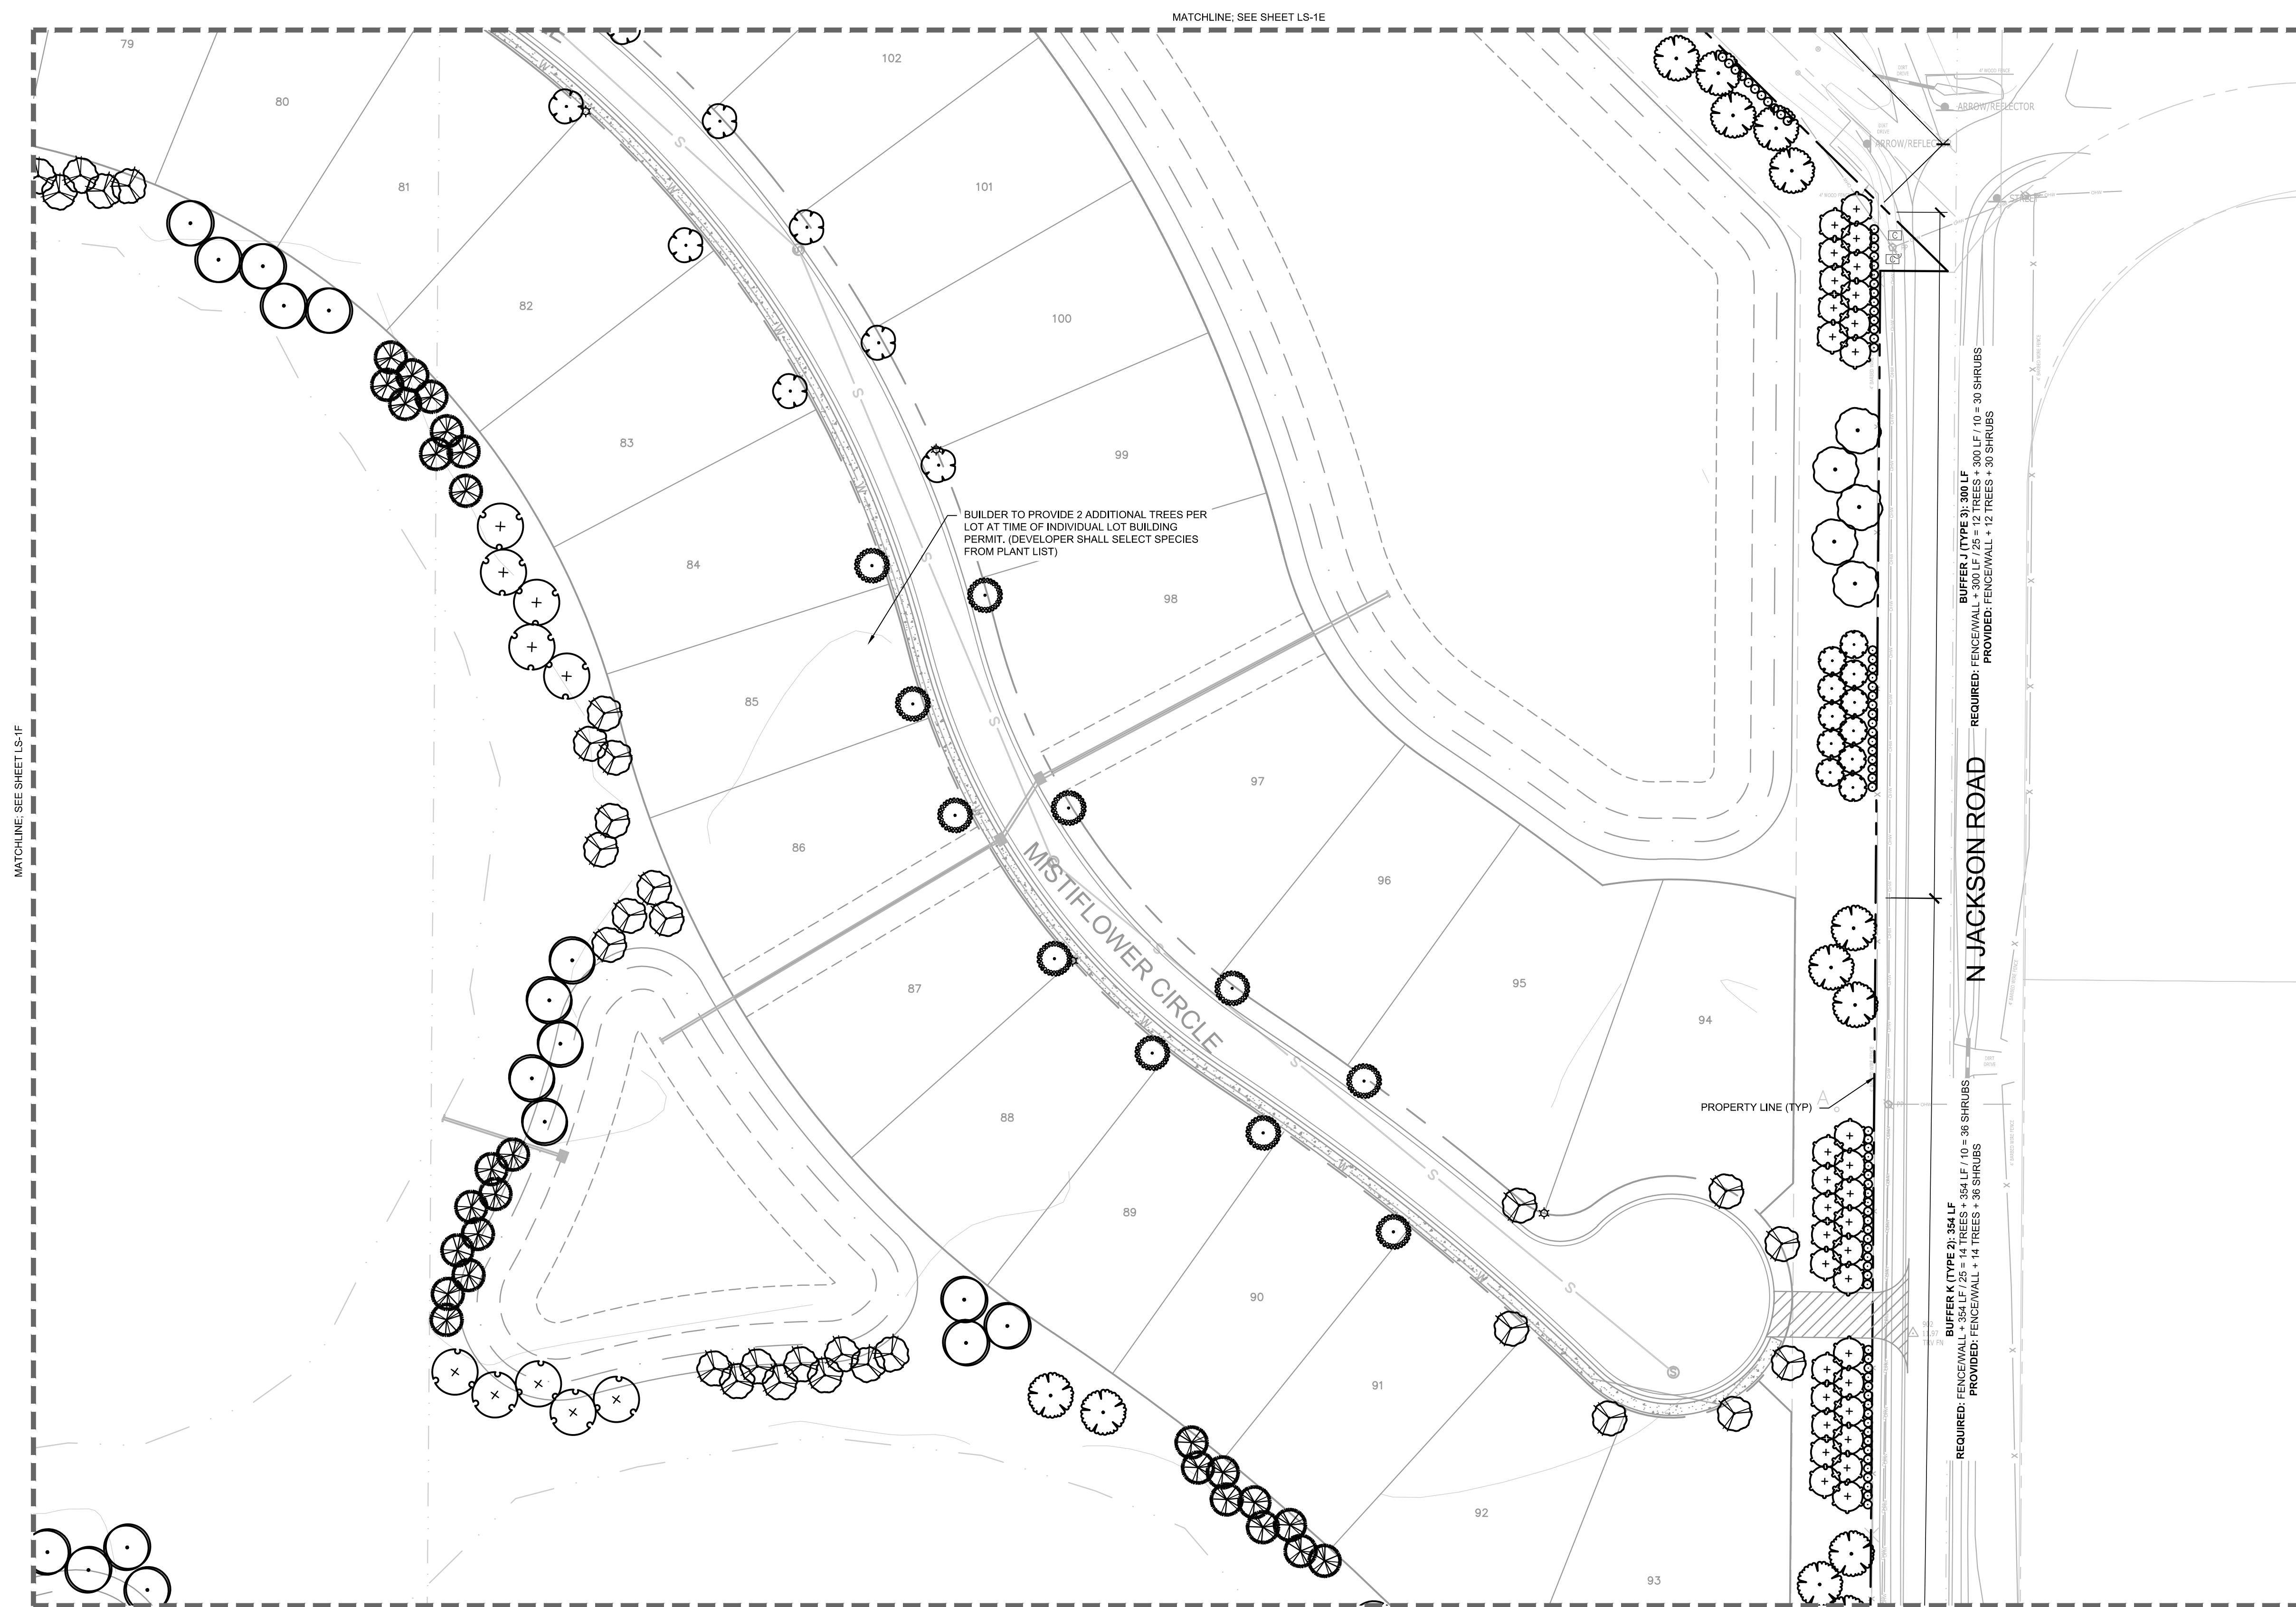 MATCHLINE; SEE SHEET LS-1E
MATCHLINE; SEE SHEET LS-1F
79
80
81
82
83
84
85
86
87
88
89
90
91
92
93
94
95
96
97
98
99
100
101
102
BUILDER TO PROVIDE 2 ADDITIONAL TREES PER
LOT AT TIME OF INDIVIDUAL LOT BUILDING
PERMIT. (DEVELOPER SHALL SELECT SPECIES
FROM PLANT LIST)
MISTIFLOWER CIRCLE
PROPERTY LINE (TYP)
N JACKSON ROAD
BUFFER J (TYPE 3): 300 LF
REQUIRED: FENCE/WALL + 300 LF / 25 = 12 TREES + 300 LF / 10 = 30 SHRUBS
PROVIDED: FENCE/WALL + 12 TREES + 30 SHRUBS
BUFFER K (TYPE 2): 354 LF
REQUIRED: FENCE/WALL + 354 LF / 25 = 14 TREES + 354 LF / 10 = 36 SHRUBS
PROVIDED: FENCE/WALL + 14 TREES + 36 SHRUBS
ARROW/REFLECTOR
S
S
S
S
S
S
S
S
S
S
W
W
W
W
W
W
W
W
C
C